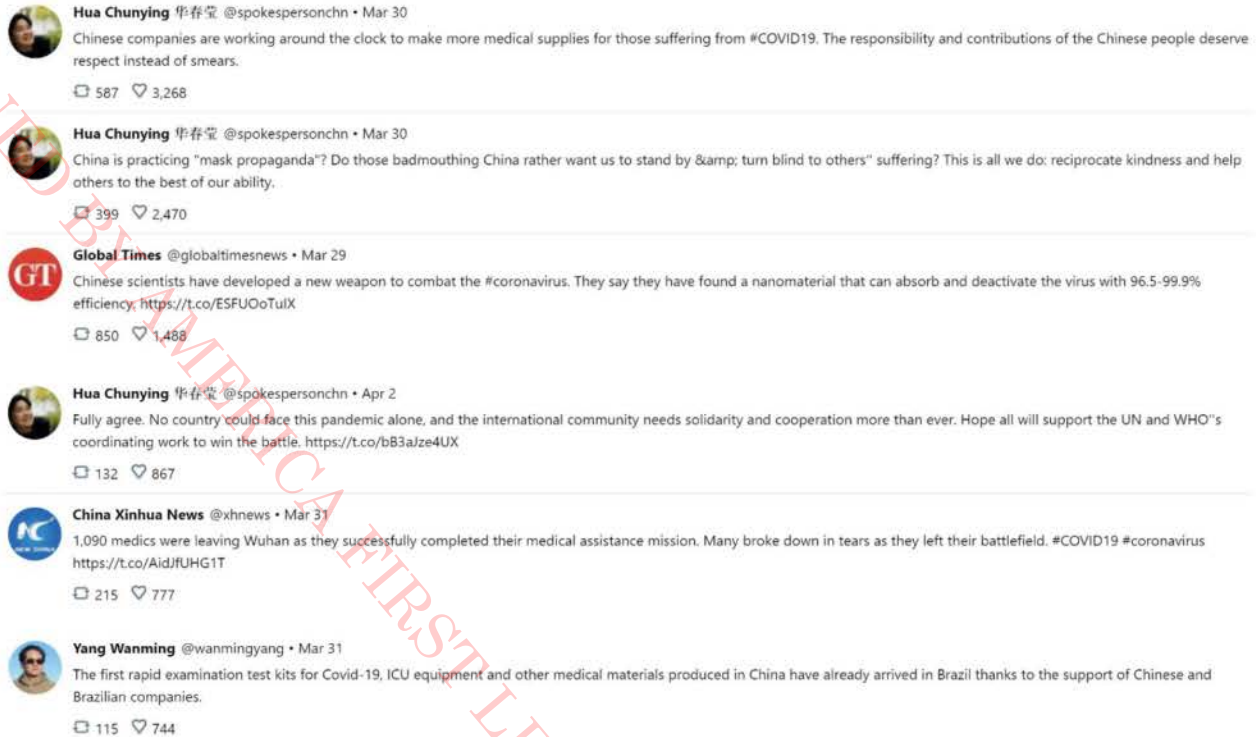 Hua Chunying 华春莹 @spokespersonchn • Mar 30
Chinese companies are working around the clock to make more medical supplies for those suffering from #COVID19. The responsibility and contributions of the Chinese people deserve
respect instead of smears.
587 3,268
Hua Chunying 华春莹 @spokespersonchn • Mar 30
China is practicing "mask propaganda"? Do those badmouthing China rather want us to stand by &amp; turn blind to others'' suffering? This is all we do: reciprocate kindness and help
others to the best of our ability.
399 2,470
Global Times @globaltimesnews • Mar 29
GT
Chinese scientists have developed a new weapon to combat the #coronavirus. They say they have found a nanomaterial that can absorb and deactivate the virus with 96.5-99.9%
efficiency. https://t.co/ESFUOoTuIX
850 1,488
Hua Chunying 华春莹 @spokespersonchn • Apr 2
Fully agree. No country could face this pandemic alone, and the international community needs solidarity and cooperation more than ever. Hope all will support the UN and WHO''s
coordinating work to win the battle. https://t.co/bB3aJze4UX
132 867
China Xinhua News @xhnews • Mar 31
1,090 medics were leaving Wuhan as they successfully completed their medical assistance mission. Many broke down in tears as they left their battlefield. #COVID19 #coronavirus
https://t.co/AidJfUHG1T
215 777
Yang Wanming @wanmingyang • Mar 31
The first rapid examination test kits for Covid-19, ICU equipment and other medical materials produced in China have already arrived in Brazil thanks to the support of Chinese and
Brazilian companies.
115 744
BY AMERICA FIRST